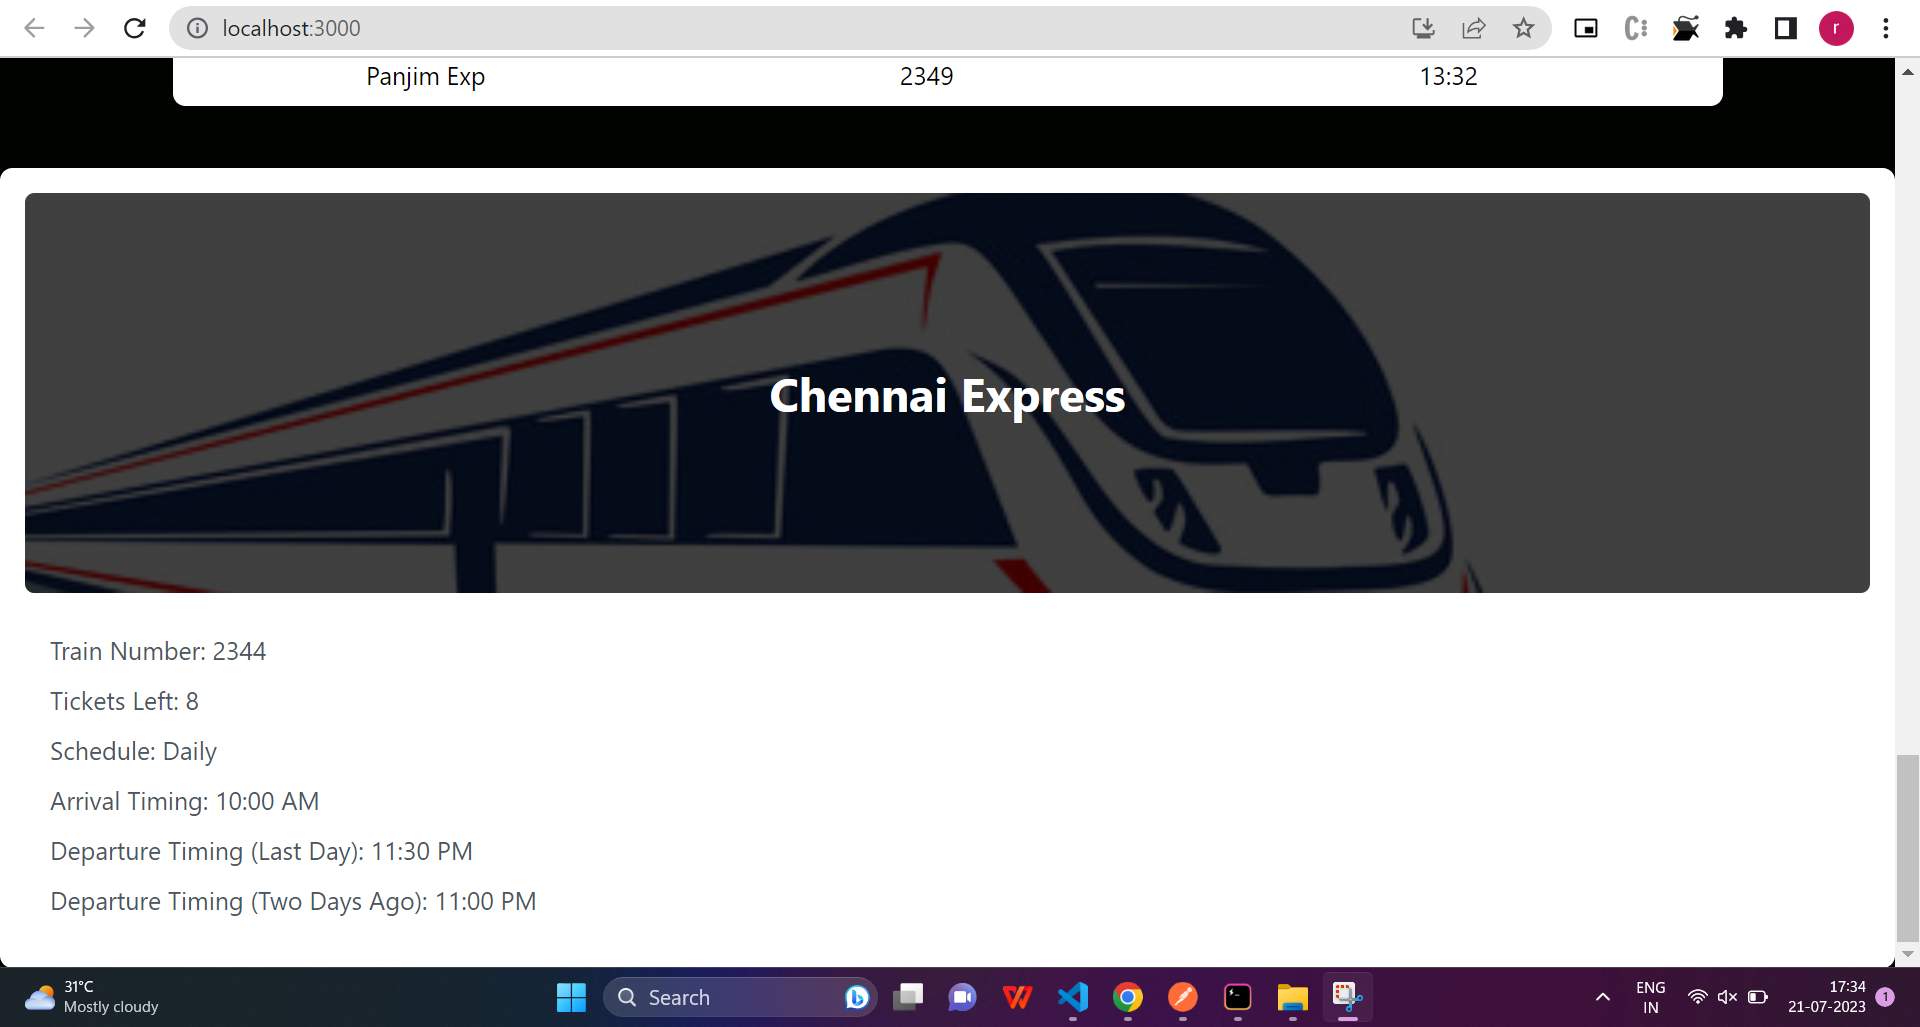 localhost:3000
r
Panjim Exp 2349 13:32
Chennai Express
Train Number: 2344
Tickets Left: 8
Schedule: Daily
Arrival Timing: 10:00 AM
Departure Timing (Last Day): 11:30 PM
Departure Timing (Two Days Ago): 11:00 PM
31°C
Mostly cloudy
Search
ENG
IN
17:34
21-07-2023
1